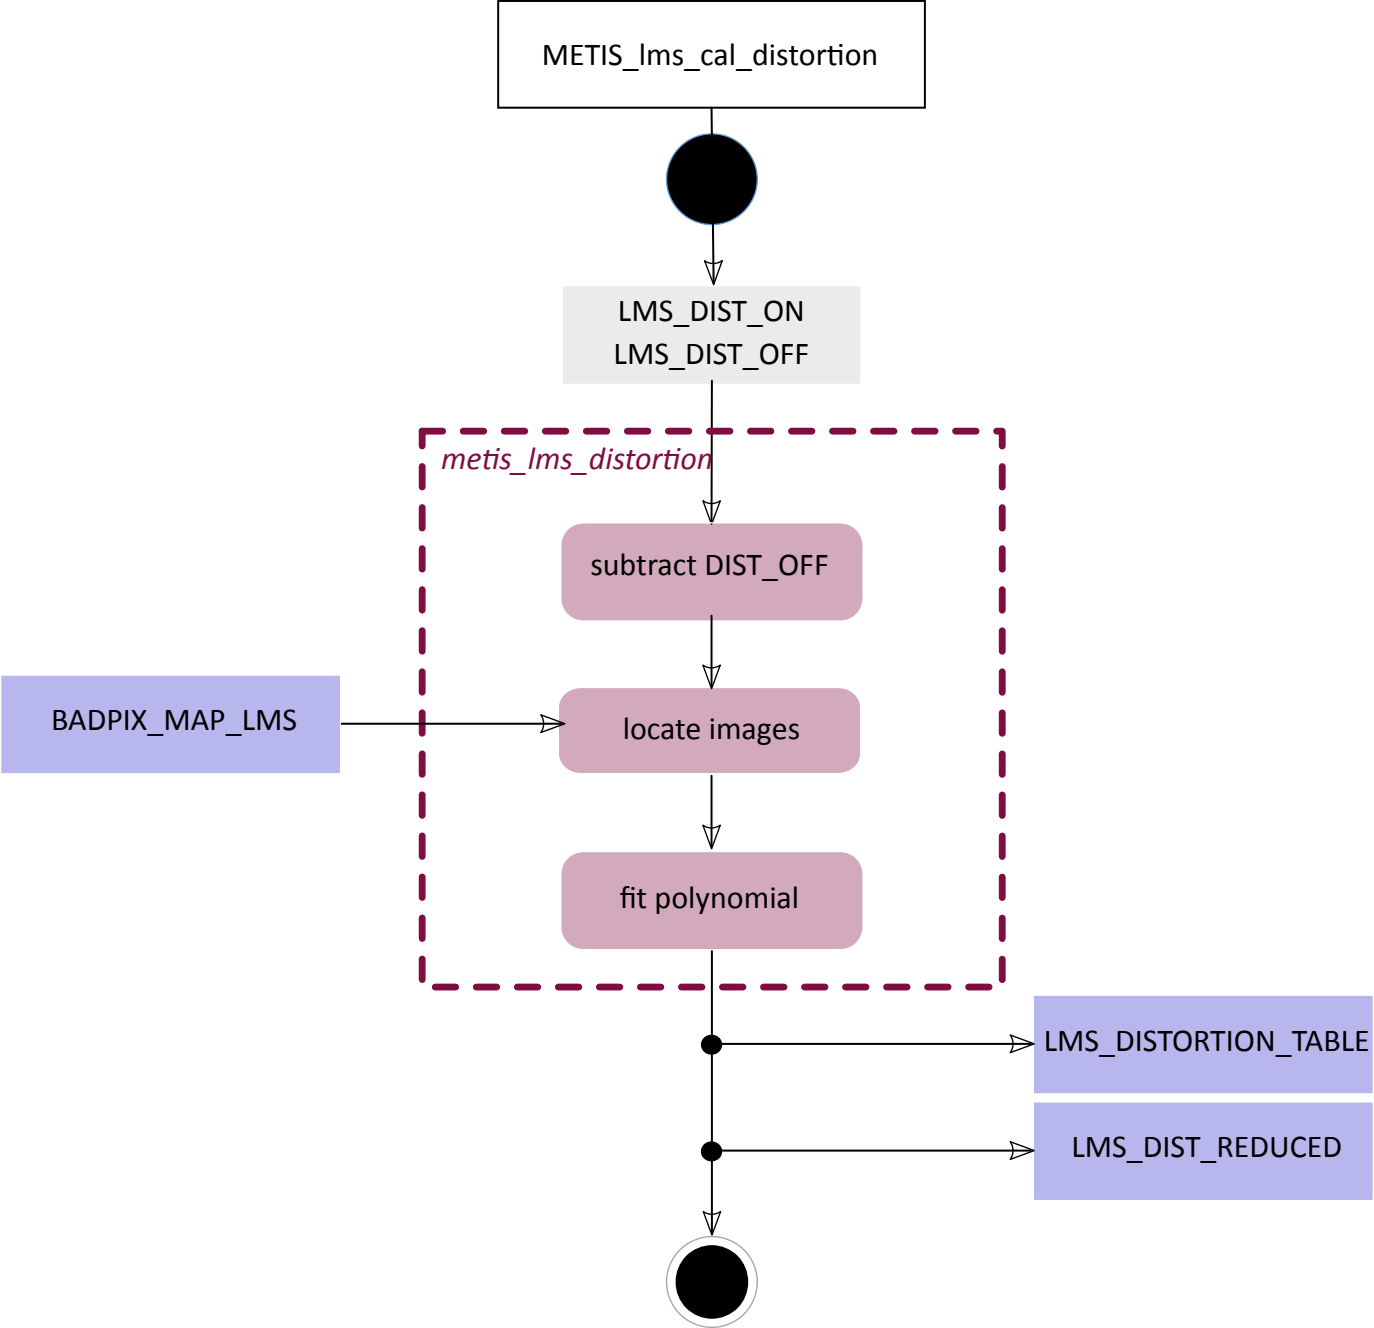 METIS_lms_cal_distortion
LMS_DIST_ON
LMS_DIST_OFF
metis_lms_distortion
subtract DIST_OFF
BADPIX_MAP_LMS
locate images
fit polynomial
LMS_DISTORTION_TABLE
LMS_DIST_REDUCED